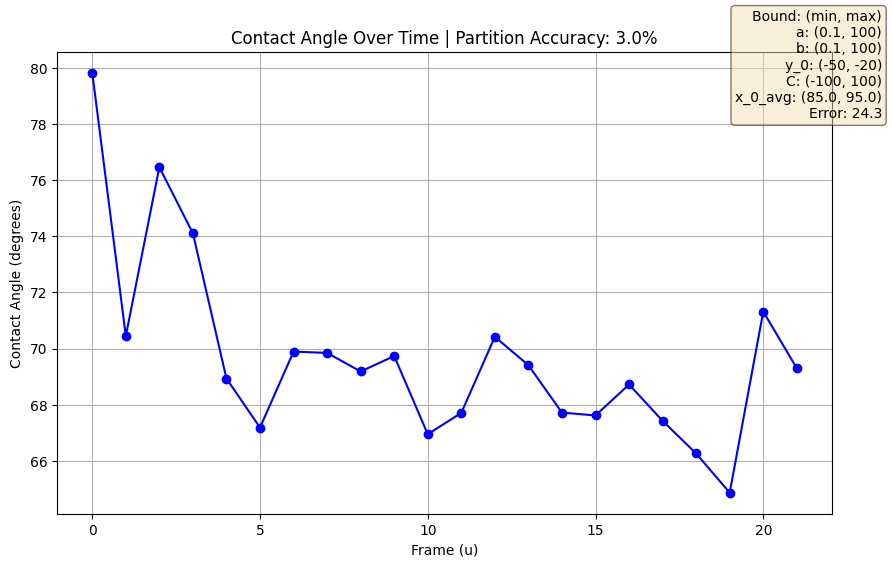 Contact Angle Over Time | Partition Accuracy: 3.0%
Bound: (min, max)
a: (0.1, 100)
b: (0.1, 100)
y_0: (-50, -20)
C: (-100, 100)
x_0_avg: (85.0, 95.0)
Error: 24.3
Contact Angle (degrees)
80
78
76
74
72
70
68
66
0
5
10
15
20
Frame (u)